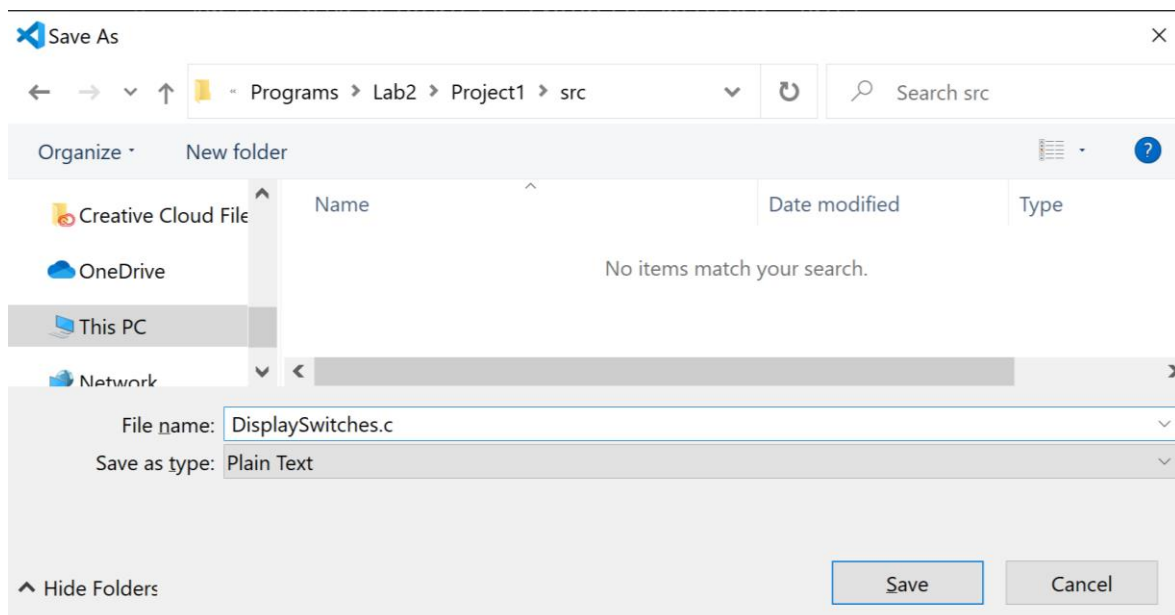 Save As
Programs > Lab2 > Project1 > src
Search src
Organize
New folder
?
Creative Cloud File
OneDrive
This PC
Network
Name
Date modified
Type
No items match your search.
File name: DisplaySwitches.c
Save as type: Plain Text
Hide Folders
Save
Cancel